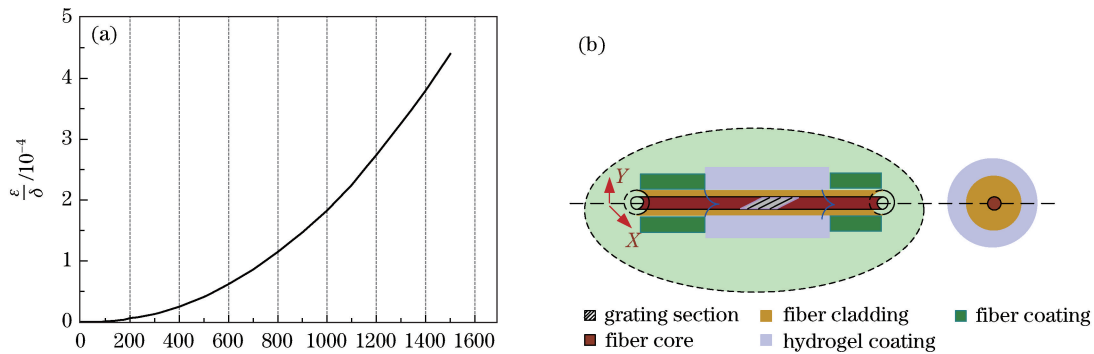 5
(a)
4
3
2
1
0
ε/δ /10⁻⁴
0 200 400 600 800 1000 1200 1400 1600
(b)
Y
X
grating section
fiber cladding
fiber coating
fiber core
hydrogel coating